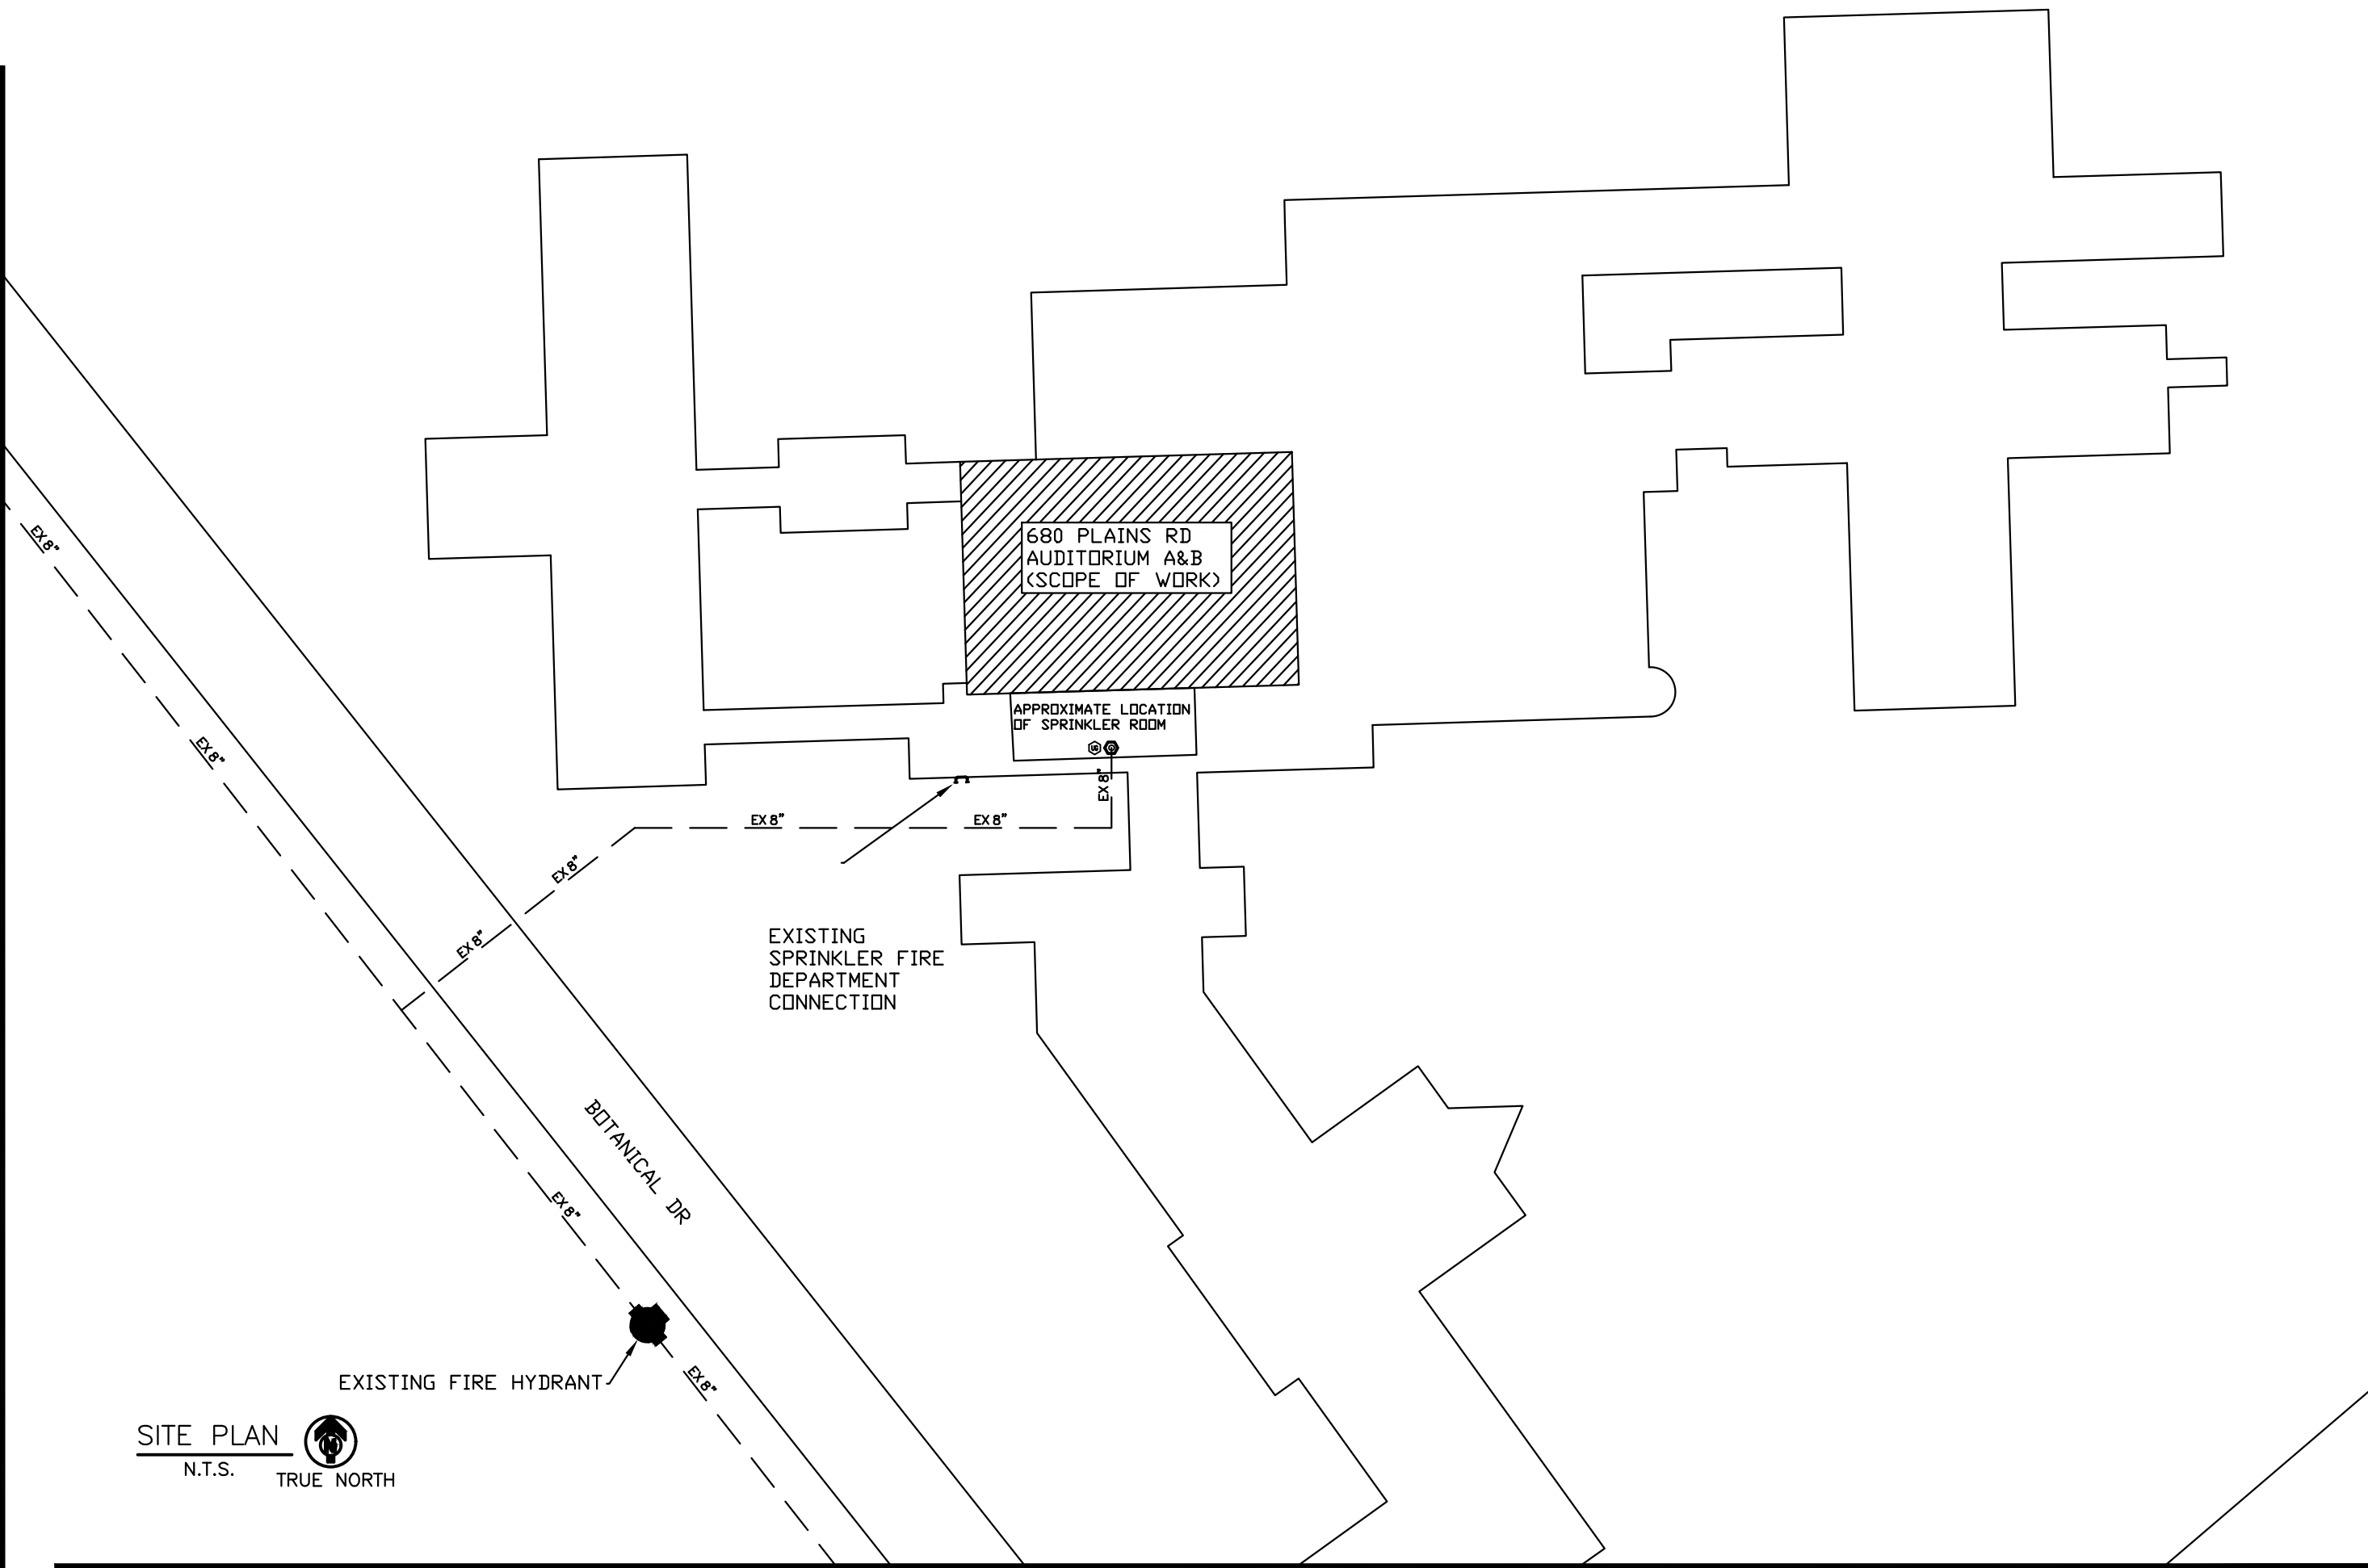 680 PLAINS RD
AUDITORIUM A&B
(SCOPE OF WORK)
EX 8"
APPROXIMATE LOCATION
OF SPRINKLER ROOM
UG
EX 8"
EX 8"
EX 8"
EX 8"
EX 8"
EX 8"
EXISTING
SPRINKLER FIRE
DEPARTMENT
CONNECTION
BOTANICAL DR
EX 8"
EX 8"
EXISTING FIRE HYDRANT
SITE PLAN
N
N.T.S.
TRUE NORTH